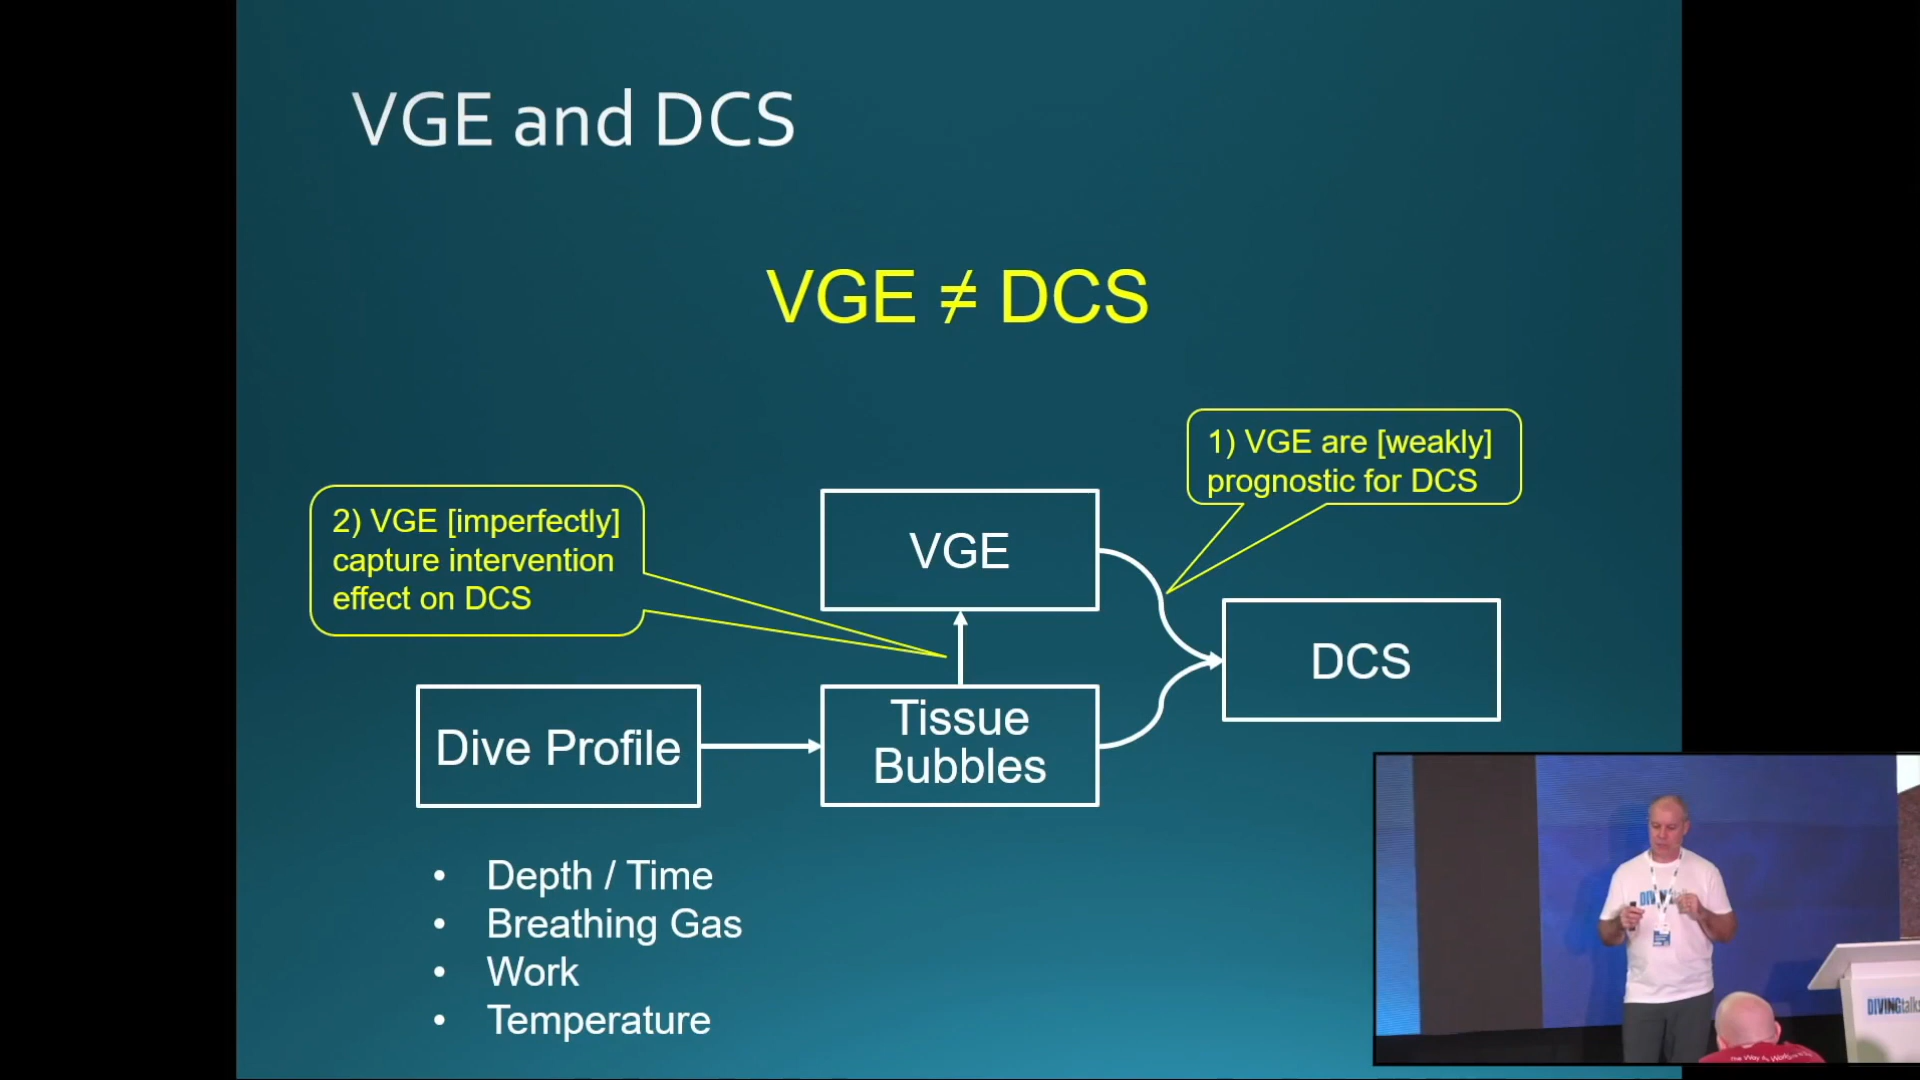 VGE and DCS
VGE ≠ DCS
1) VGE are [weakly]
prognostic for DCS
2) VGE [imperfectly]
capture intervention
effect on DCS
VGE
DCS
Dive Profile
Tissue
Bubbles
• Depth / Time
• Breathing Gas
• Work
• Temperature
DIVINGtalks